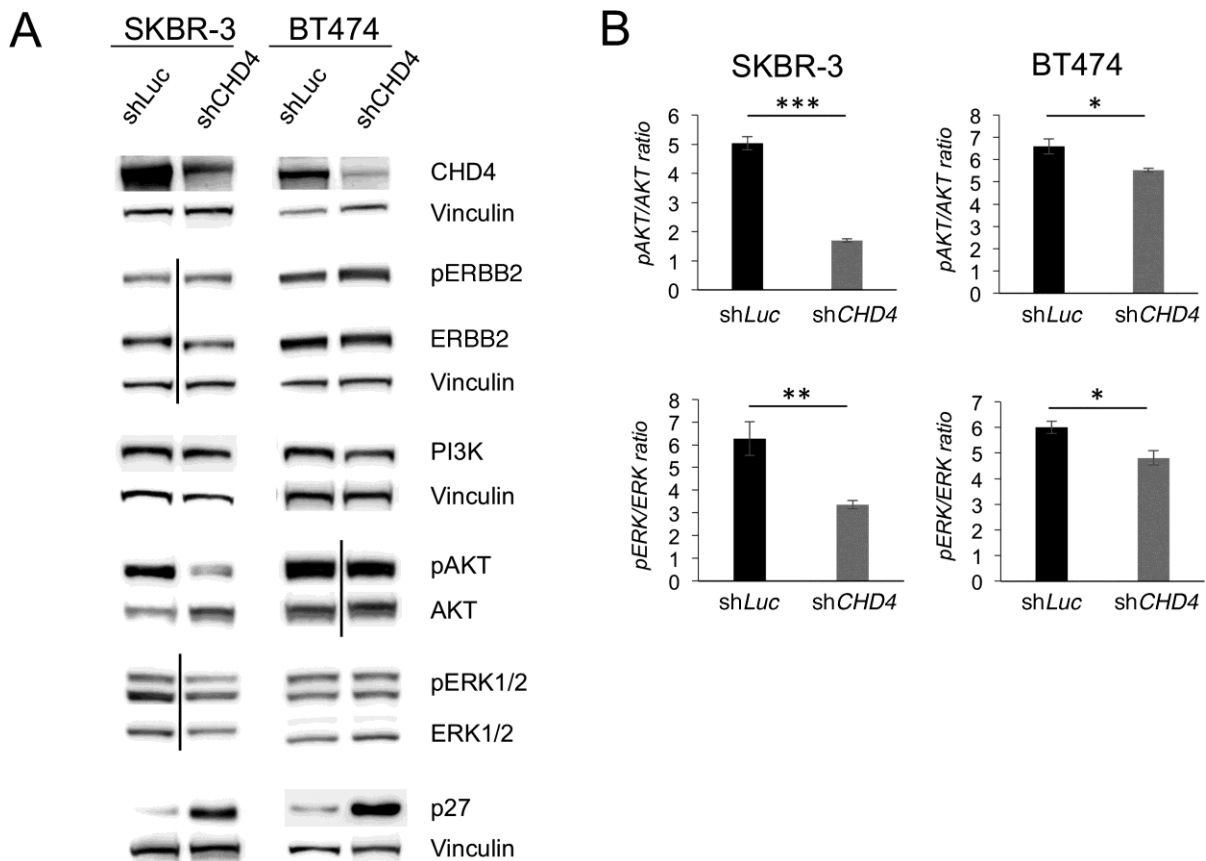 A
SKBR-3 BT474
shLuc shCHD4 shLuc shCHD4
CHD4
Vinculin
pERBB2
ERBB2
Vinculin
PI3K
Vinculin
pAKT
AKT
pERK1/2
ERK1/2
p27
Vinculin
B
SKBR-3
***
pAKT/AKT ratio
6
5
4
3
2
1
0
shLuc shCHD4
BT474
*
pAKT/AKT ratio
8
7
6
5
4
3
2
1
0
shLuc shCHD4
**
pERK/ERK ratio
8
7
6
5
4
3
2
1
0
shLuc shCHD4
*
pERK/ERK ratio
7
6
5
4
3
2
1
0
shLuc shCHD4